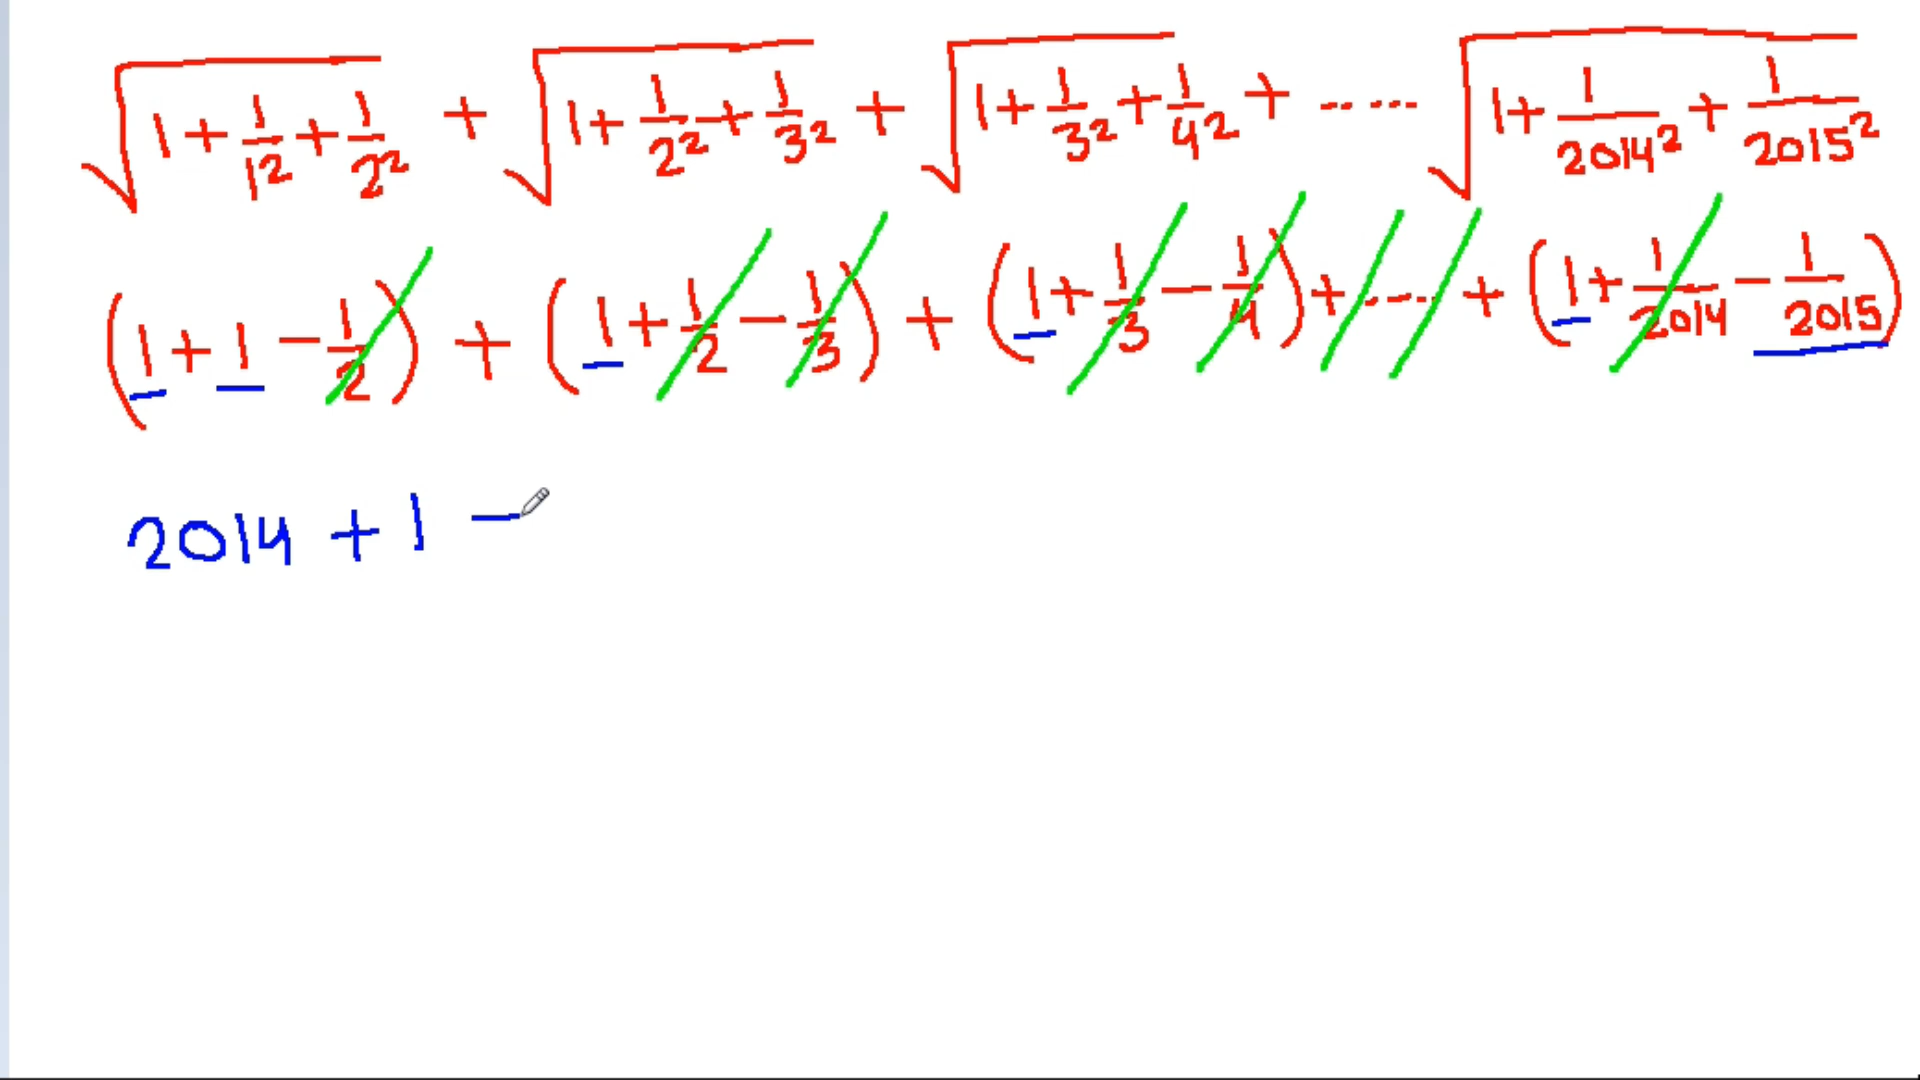 √(1 + 1/1² + 1/2²) + √(1 + 1/2² + 1/3²) + √(1 + 1/3² + 1/4²) + ...... √(1 + 1/2014² + 1/2015²)
(1 + 1 − 1/2) + (1 + 1/2 − 1/3) + (1 + 1/3 − 1/4) + ..... + (1 + 1/2014 − 1/2015)
2014 + 1 −